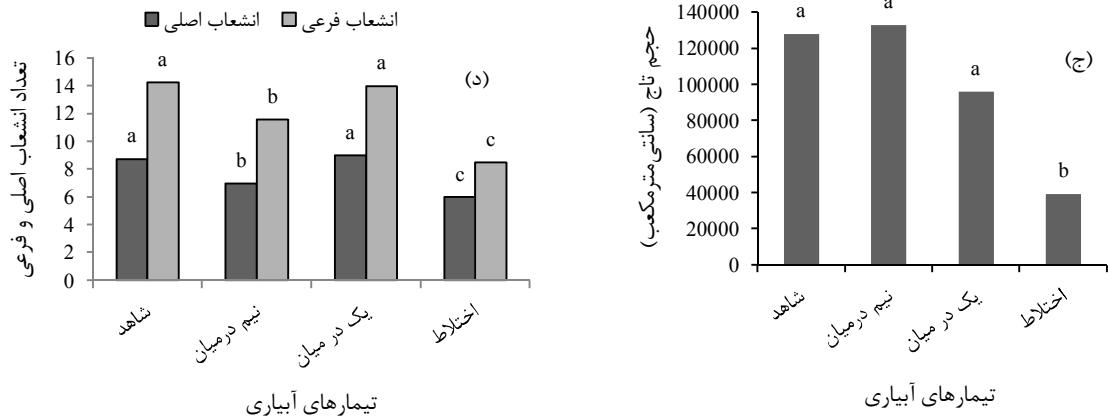 انشعاب اصلی
انشعاب فرعی
(د)
تعداد انشعاب اصلی و فرعی
16
14
12
10
8
6
4
2
0
a
a
b
b
a
a
c
c
شاهد
نیم درمیان
یک در میان
اختلاط
تیمارهای آبیاری
(ج)
حجم تاج (سانتی‌مترمکعب)
140000
120000
100000
80000
60000
40000
20000
0
a
a
a
b
شاهد
نیم درمیان
یک در میان
اختلاط
تیمارهای آبیاری